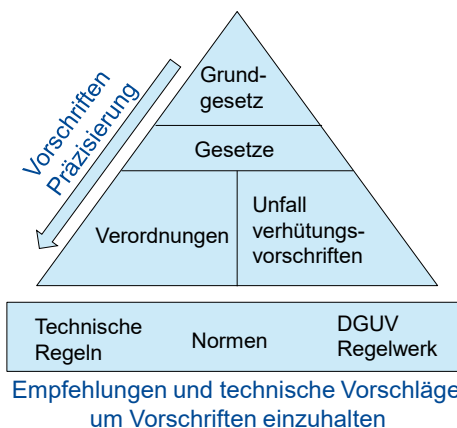 Grund-
gesetz
Vorschriften
Präzisierung
Gesetze
Verordnungen
Unfall
verhütungs-
vorschriften
Technische
Regeln
Normen
DGUV
Regelwerk
Empfehlungen und technische Vorschläge
um Vorschriften einzuhalten